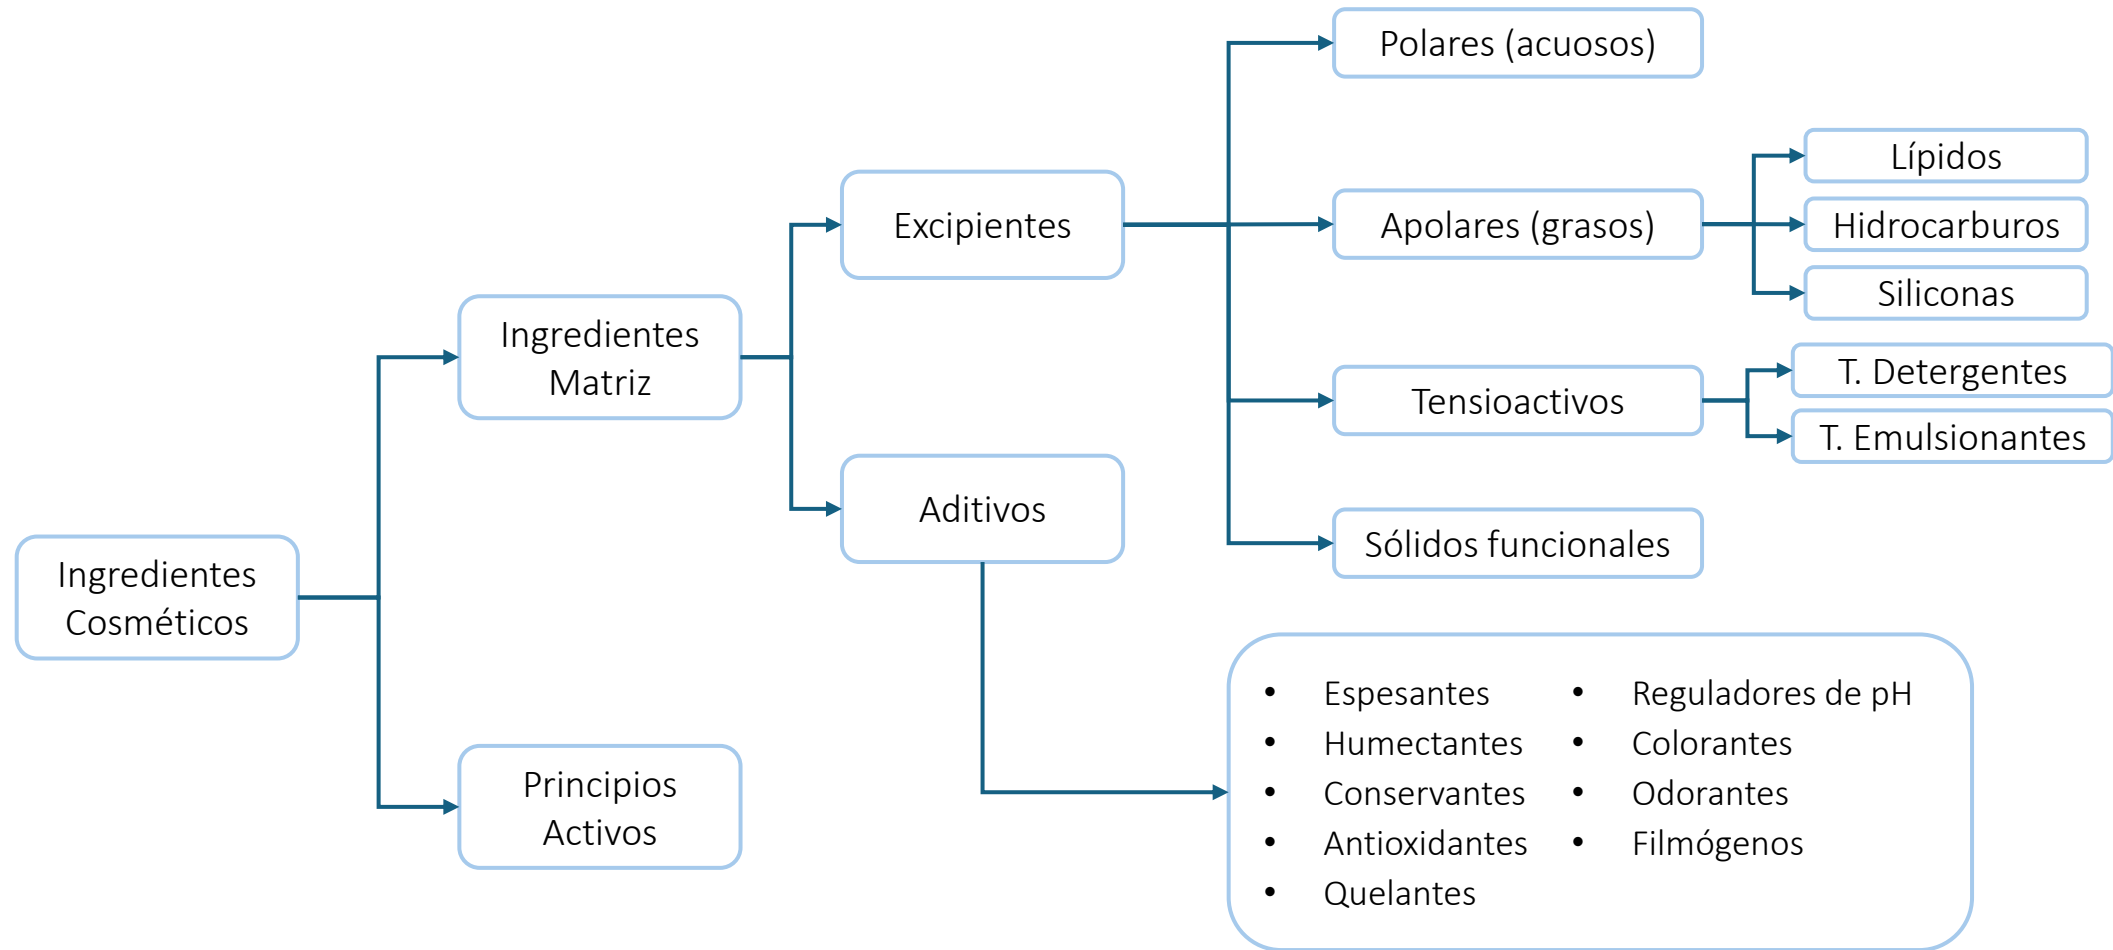 Polares (acuosos)
Lípidos
Excipientes
Apolares (grasos)
Hidrocarburos
Siliconas
Ingredientes
Matriz
T. Detergentes
Tensioactivos
T. Emulsionantes
Aditivos
Sólidos funcionales
Ingredientes
Cosméticos
• Espesantes
• Humectantes
• Conservantes
• Antioxidantes
• Quelantes
• Reguladores de pH
• Colorantes
• Odorantes
• Filmógenos
Principios
Activos